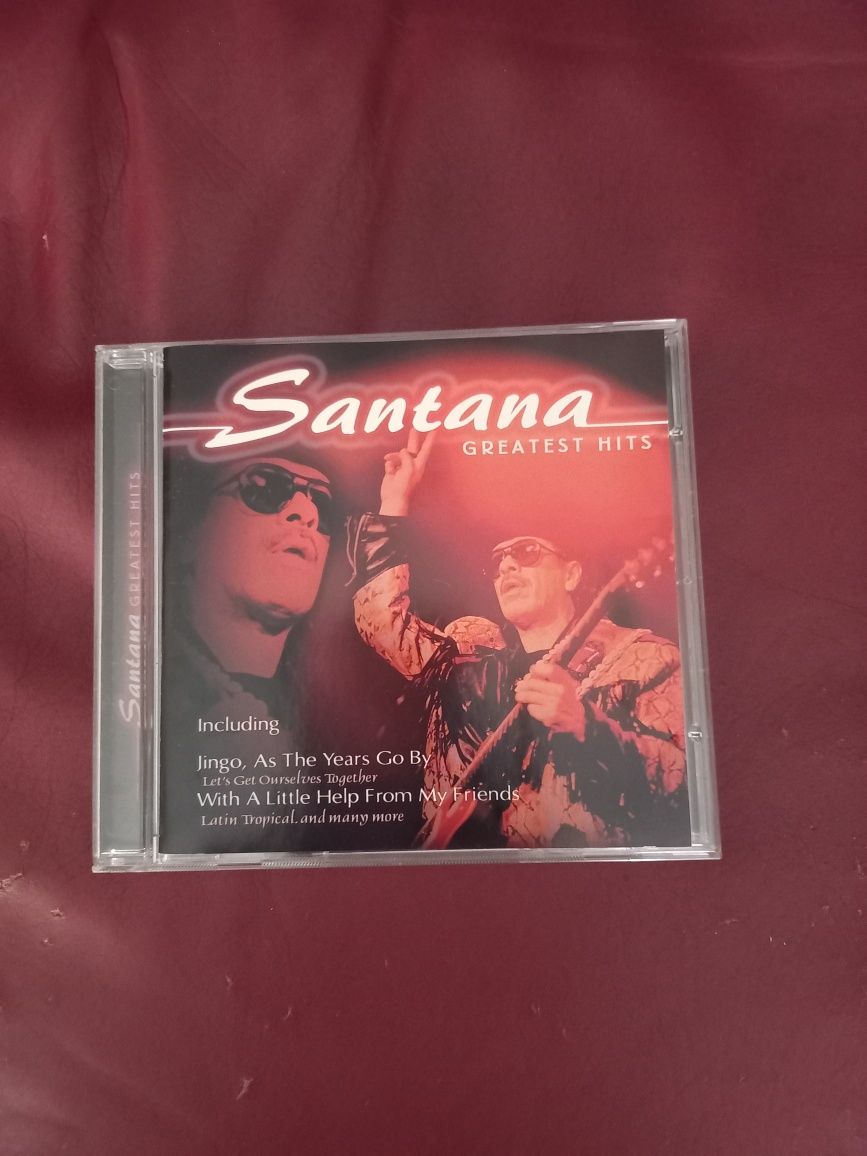 Santana
GREATEST HITS
Santana GREATEST HITS
Including
Jingo, As The Years Go By
Let's Get Ourselves Together
With A Little Help From My Friends
Latin Tropical, and many more